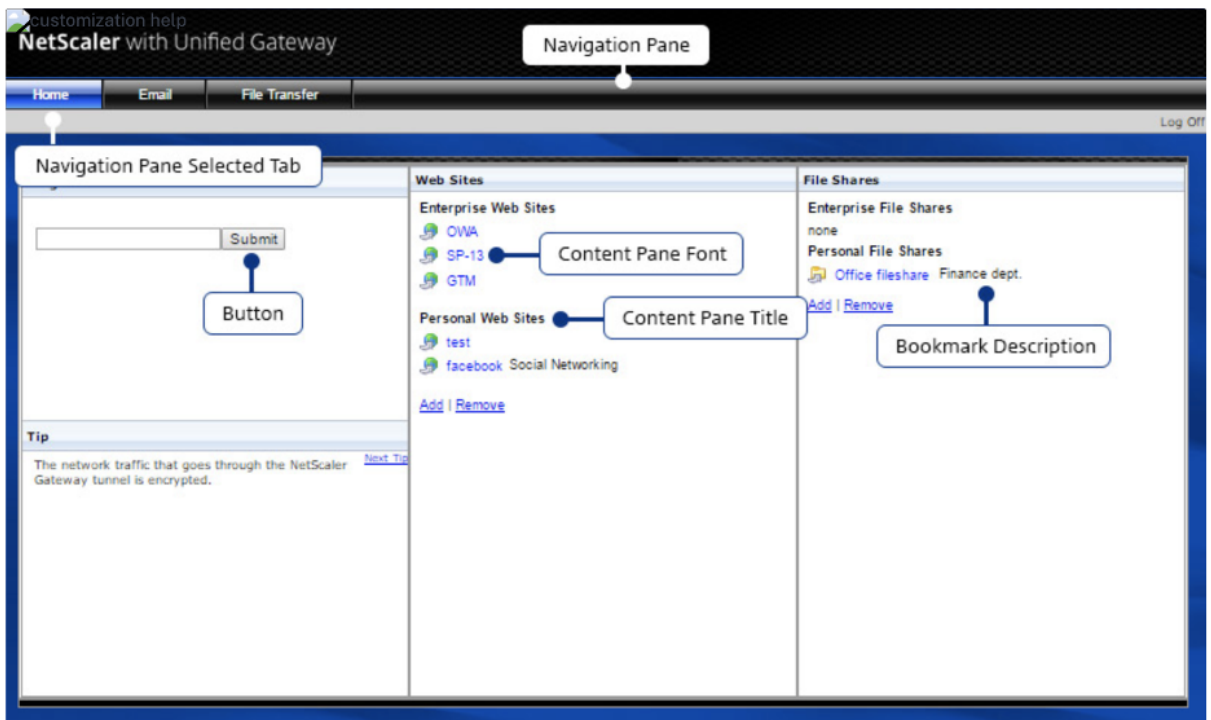 customization help
NetScaler with Unified Gateway
Navigation Pane
Home Email File Transfer
Log Off
Navigation Pane Selected Tab
Submit
Button
Tip
The network traffic that goes through the NetScaler
Gateway tunnel is encrypted.
Next Tip
Web Sites
Enterprise Web Sites
OWA
SP-13
Content Pane Font
GTM
Personal Web Sites
Content Pane Title
test
facebook Social Networking
Add | Remove
File Shares
Enterprise File Shares
none
Personal File Shares
Office fileshare Finance dept.
Add | Remove
Bookmark Description